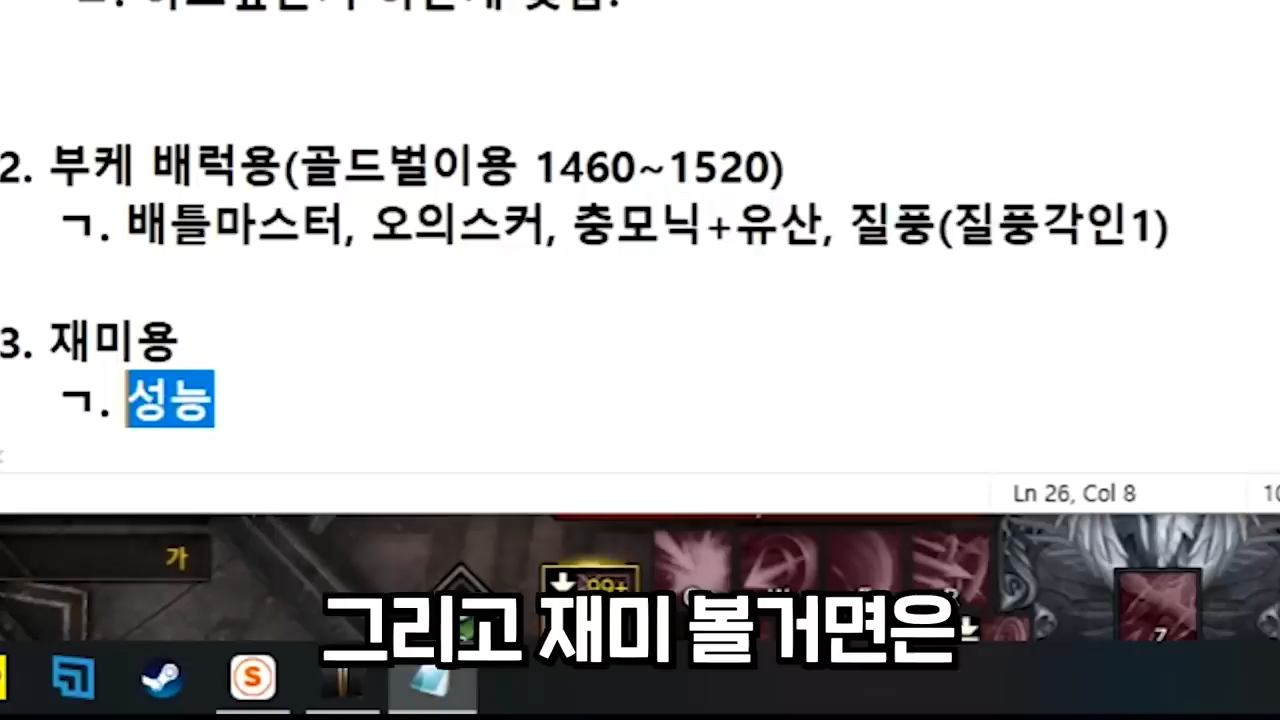 2. 부케 배럭용(골드벌이용 1460~1520)
ㄱ. 배틀마스터, 오의스커, 충모닉+유산, 질풍(질풍각인1)
3. 재미용
ㄱ. 성능
Ln 26, Col 8
가
99+
그리고 재미 볼거면은
S
Z